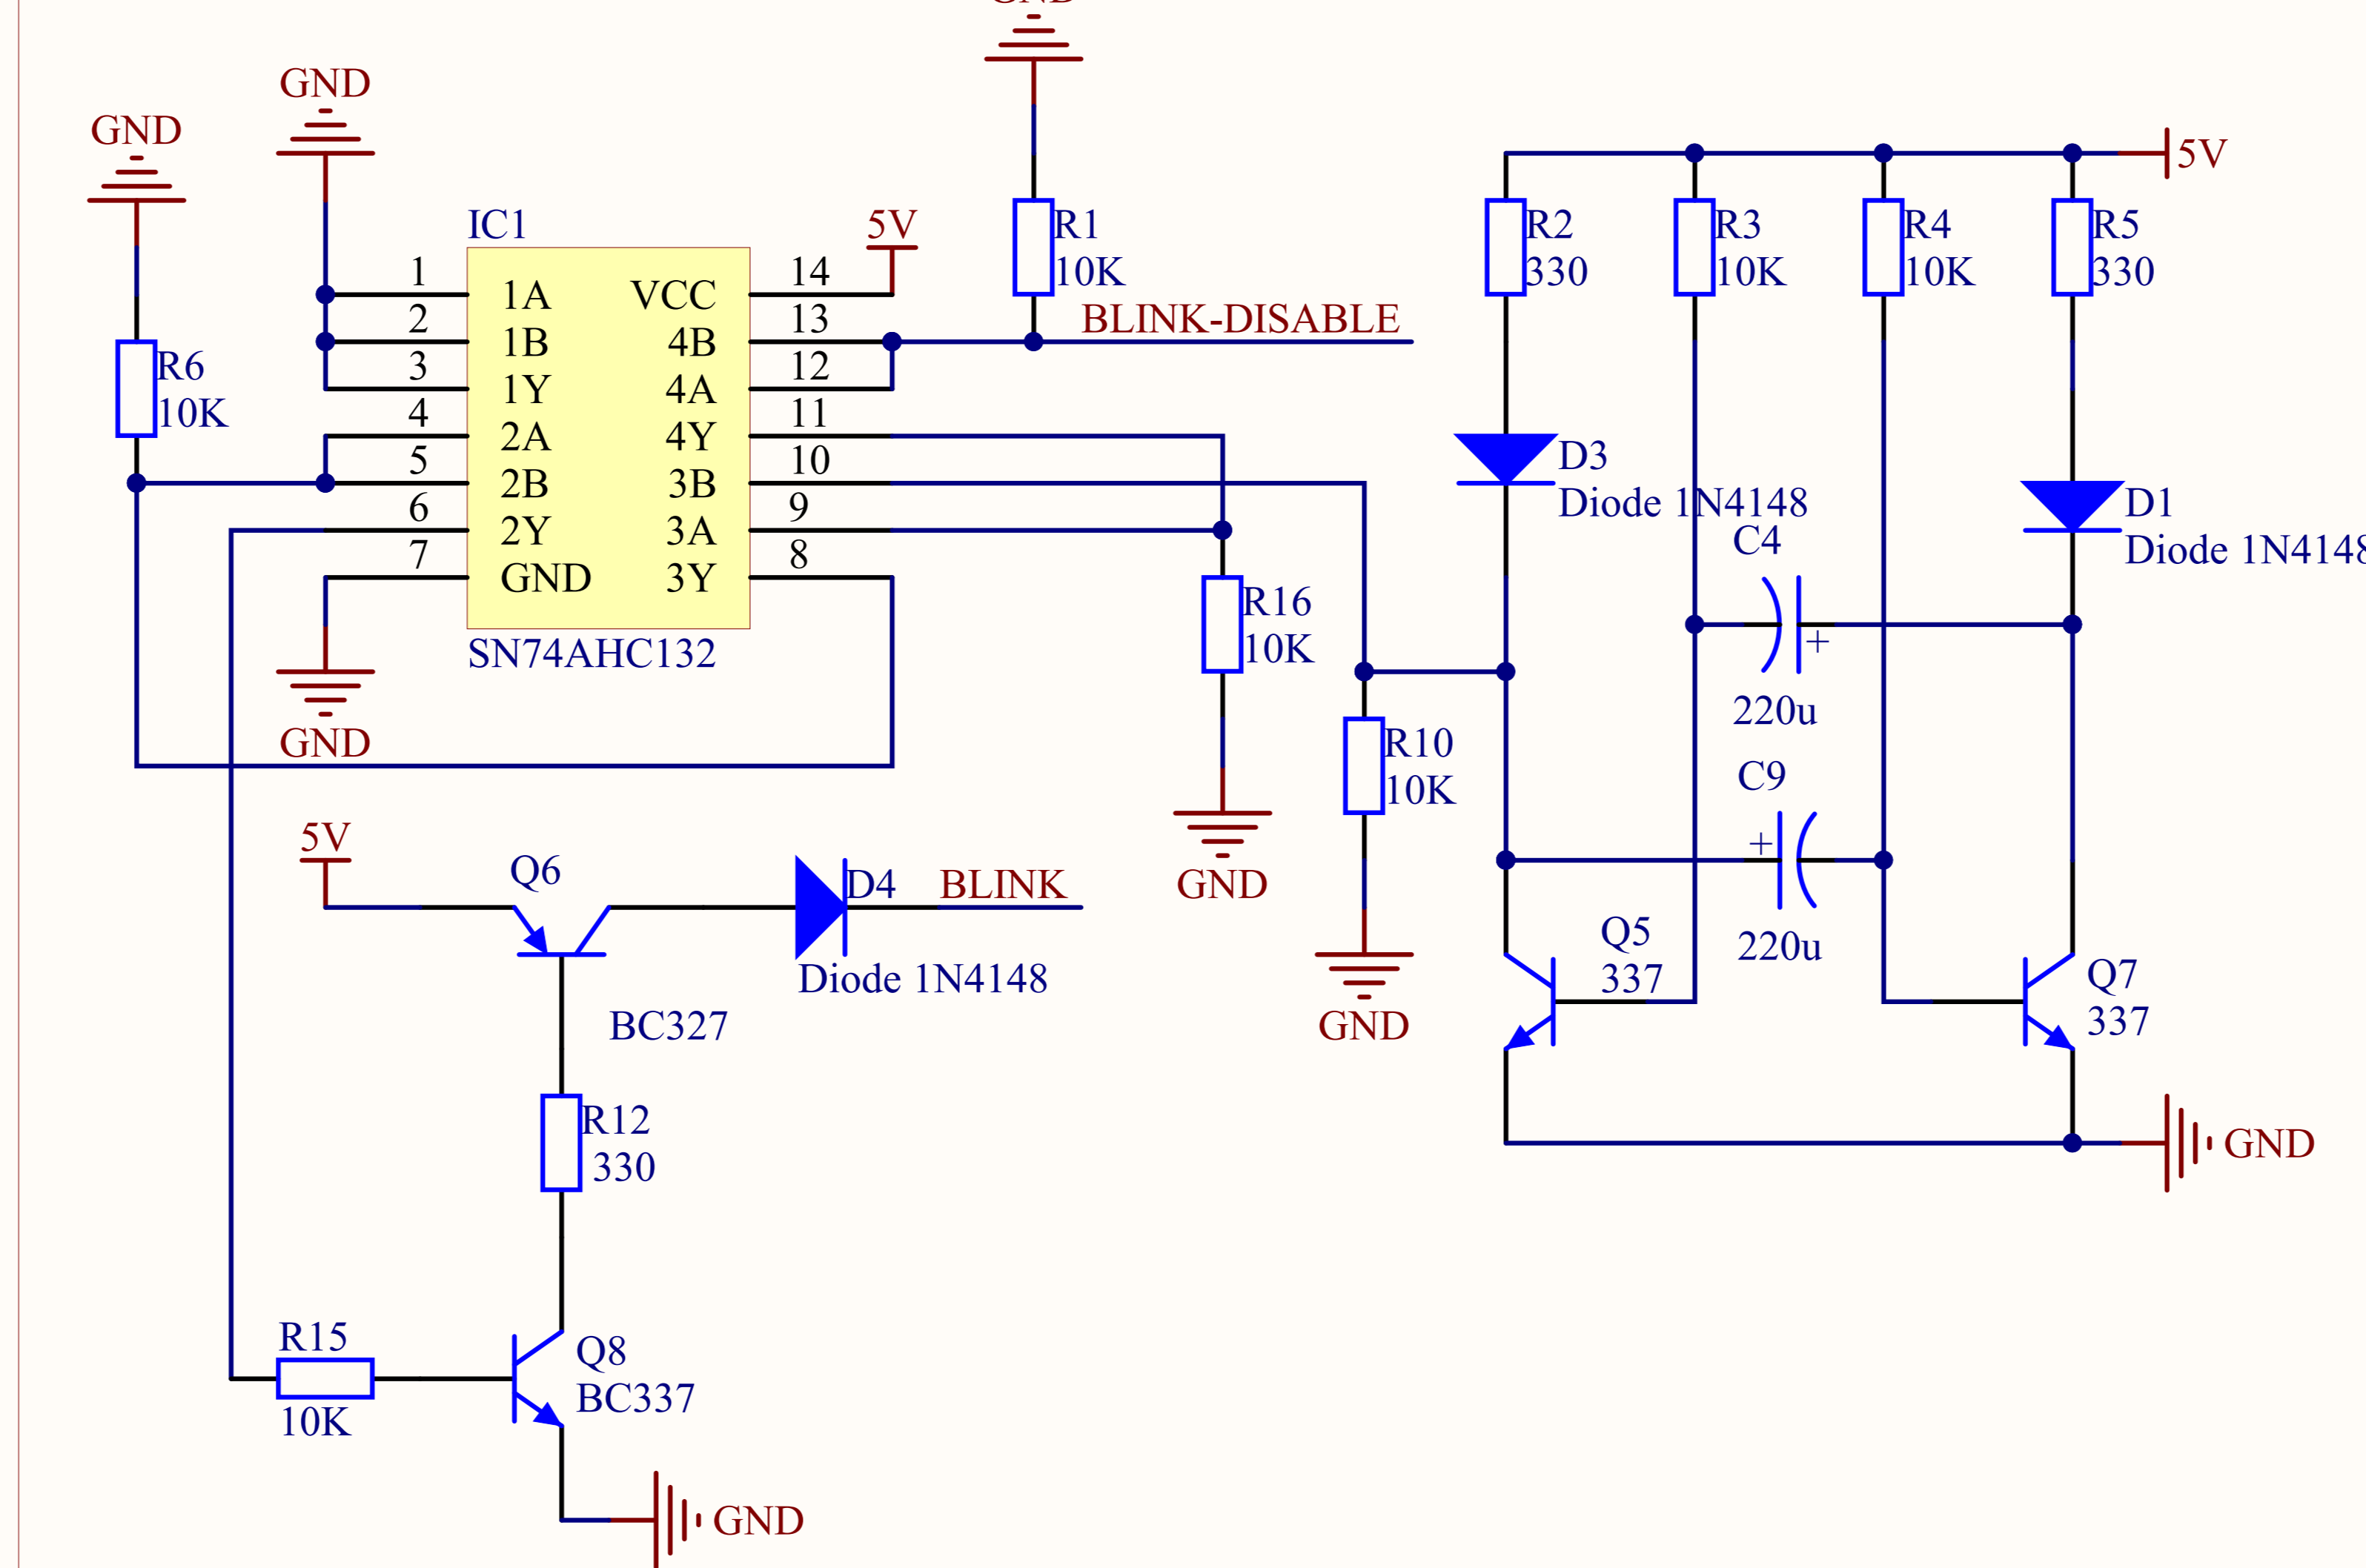 GND
GND
GND
IC1
5V
R1
10K
BLINK-DISABLE
5V
R2
330
R3
10K
R4
10K
R5
330
R6
10K
1
2
3
4
5
6
7
1A
1B
1Y
2A
2B
2Y
GND
VCC
4B
4A
4Y
3B
3A
3Y
14
13
12
11
10
9
8
SN74AHC132
GND
D3
Diode 1N4148
C4
220u
D1
Diode 1N4148
R16
10K
GND
R10
10K
GND
C9
220u
5V
Q6
BC327
D4
Diode 1N4148
BLINK
Q5
337
Q7
337
GND
R12
330
R15
10K
Q8
BC337
GND